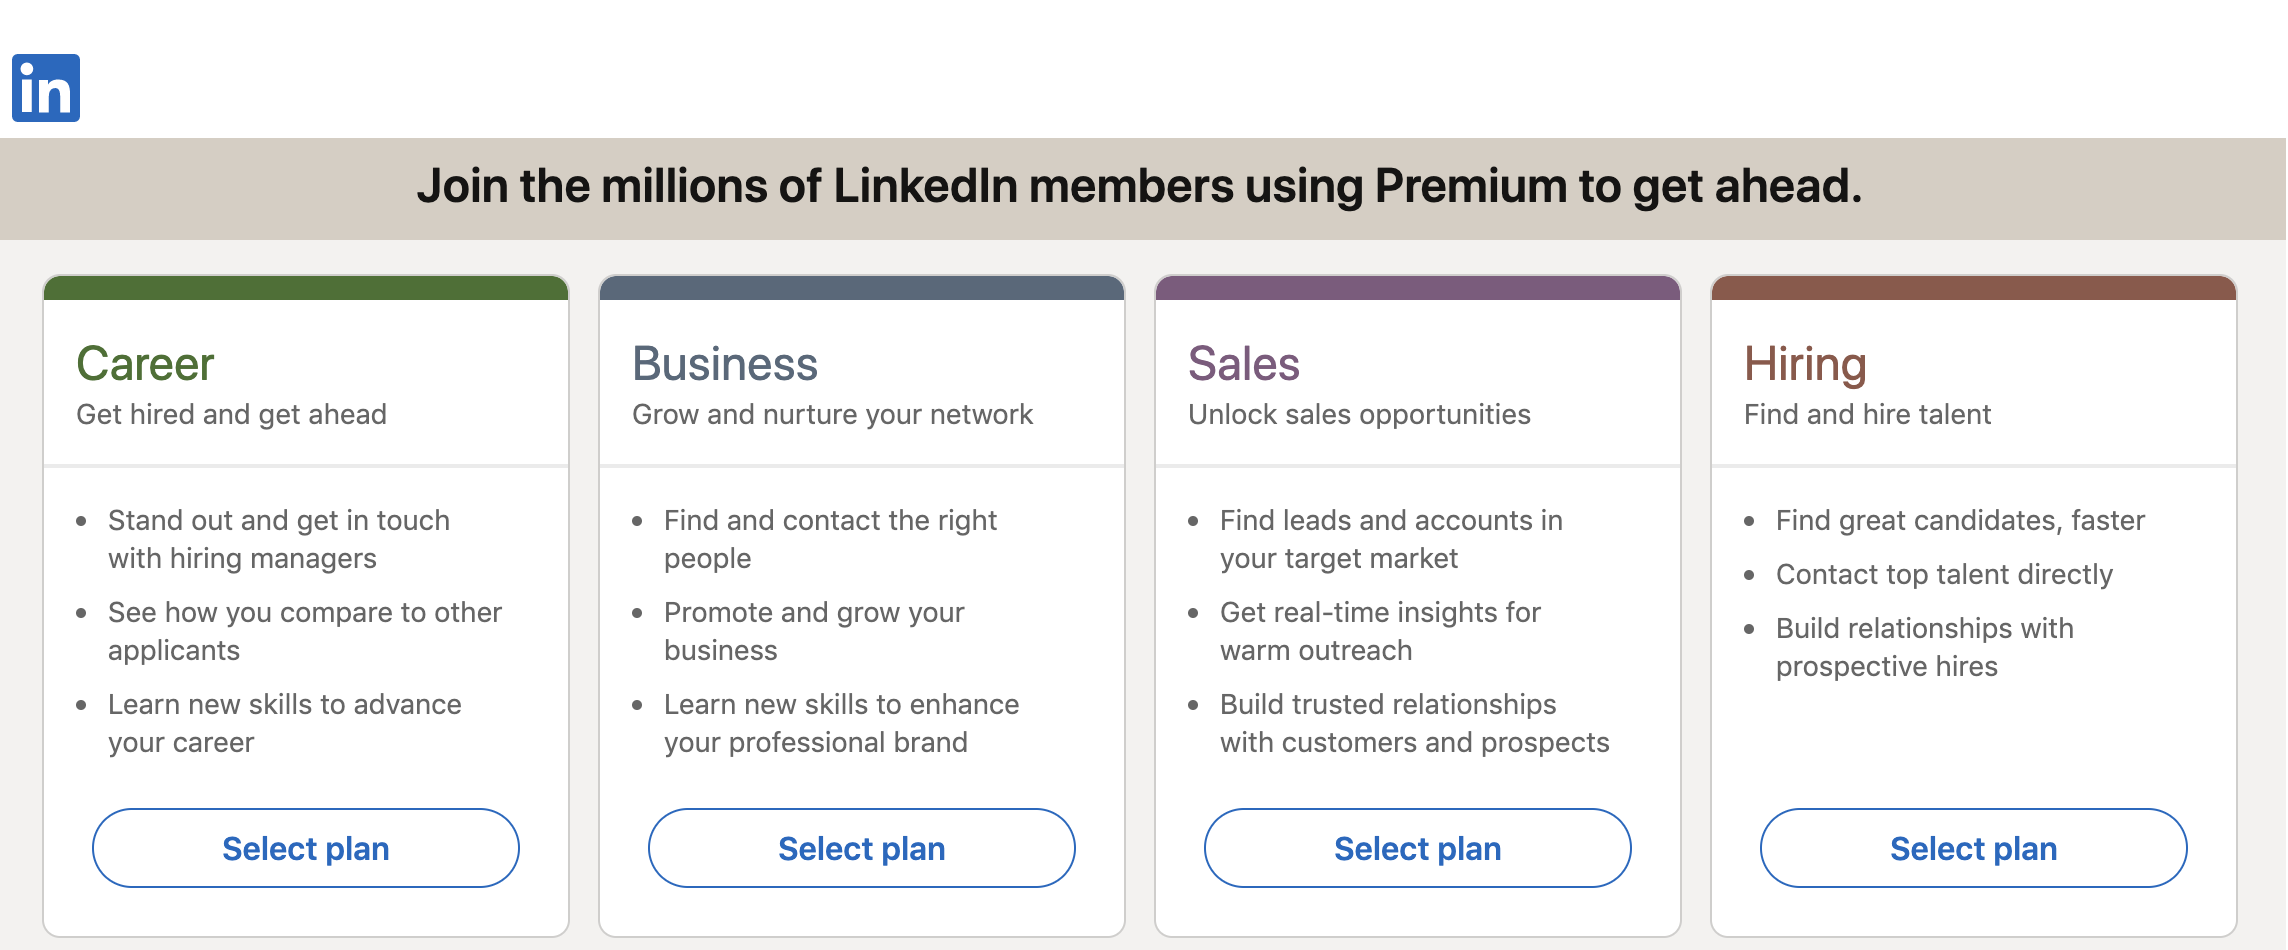 in
Join the millions of LinkedIn members using Premium to get ahead.
Career
Get hired and get ahead
Stand out and get in touch
with hiring managers
See how you compare to other
applicants
Learn new skills to advance
your career
Select plan
Business
Grow and nurture your network
Find and contact the right
people
Promote and grow your
business
Learn new skills to enhance
your professional brand
Select plan
Sales
Unlock sales opportunities
Find leads and accounts in
your target market
Get real-time insights for
warm outreach
Build trusted relationships
with customers and prospects
Select plan
Hiring
Find and hire talent
Find great candidates, faster
Contact top talent directly
Build relationships with
prospective hires
Select plan